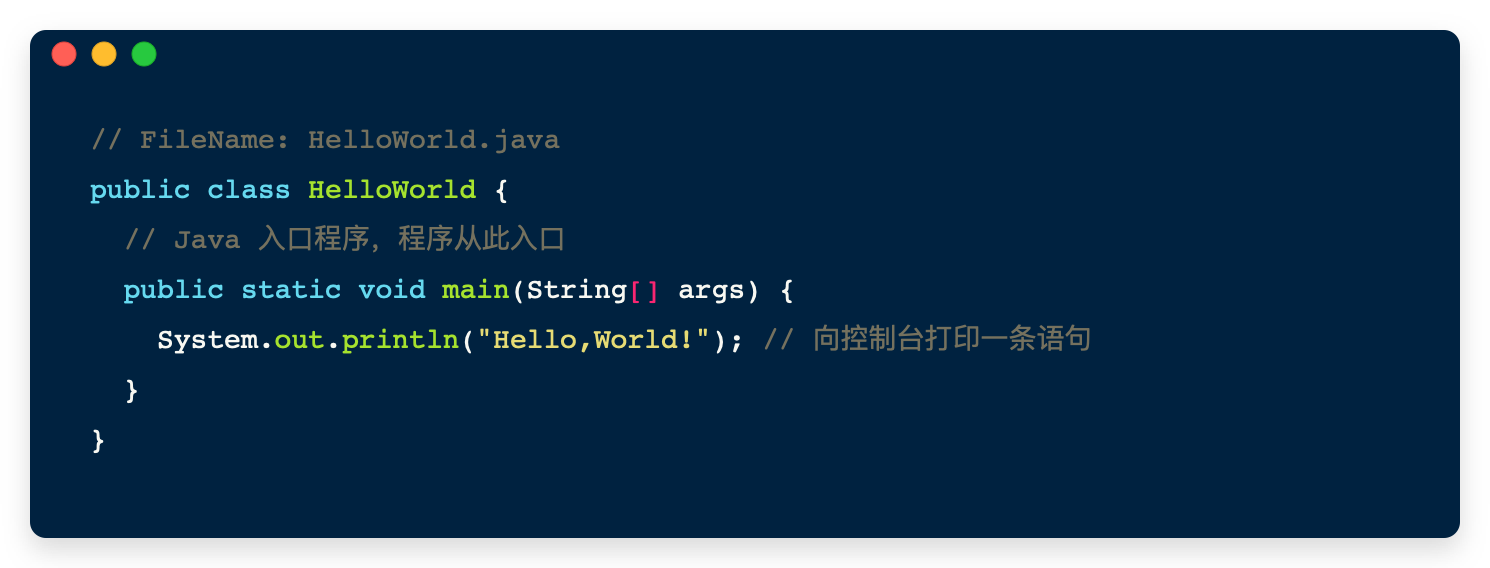 // FileName: HelloWorld.java
public class HelloWorld {
  // Java 入口程序，程序从此入口
  public static void main(String[] args) {
    System.out.println("Hello,World!"); // 向控制台打印一条语句
  }
}